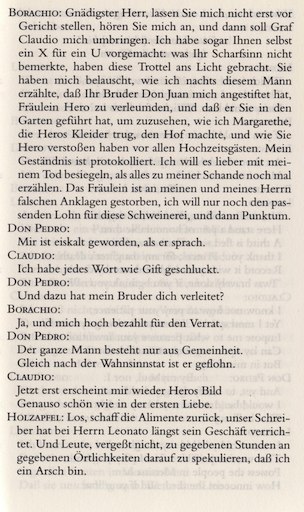 BORACHIO: Gnädigster Herr, lassen Sie mich nicht erst vor
Gericht stellen, hören Sie mich an, und dann soll Graf
Claudio mich umbringen. Ich habe sogar Ihnen selbst
ein X für ein U vorgemacht: was Ihr Scharfsinn nicht
bemerkte, haben diese Trottel ans Licht gebracht. Sie
haben mich belauscht, wie ich nachts diesem Mann
erzählte, daß Ihr Bruder Don Juan mich angestiftet hat,
Fräulein Hero zu verleumden, und daß er Sie in den
Garten geführt hat, um zuzusehen, wie ich Margarethe,
die Heros Kleider trug, den Hof machte, und wie Sie
Hero verstoßen haben vor allen Hochzeitsgästen. Mein
Geständnis ist protokolliert. Ich will es lieber mit mei-
nem Tod besiegeln, als alles zu meiner Schande noch mal
erzählen. Das Fräulein ist an meinen und meines Herrn
falschen Anklagen gestorben, ich will nur noch den pas-
senden Lohn für diese Schweinerei, und dann Punktum.
DON PEDRO:
Mir ist eiskalt geworden, als er sprach.
CLAUDIO:
Ich habe jedes Wort wie Gift geschluckt.
DON PEDRO:
Und dazu hat mein Bruder dich verleitet?
BORACHIO:
Ja, und mich hoch bezahlt für den Verrat.
DON PEDRO:
Der ganze Mann besteht nur aus Gemeinheit.
Gleich nach der Wahnsinnstat ist er geflohn.
CLAUDIO:
Jetzt erst erscheint mir wieder Heros Bild
Genauso schön wie in der ersten Liebe.
HOLZAPFEL: Los, schaff die Alimente zurück, unser Schrei-
ber hat bei Herrn Leonato längst sein Geschäft verrich-
tet. Und Leute, vergeßt nicht, zu gegebenen Stunden an
gegebenen Örtlichkeiten darauf zu spekulieren, daß ich
ein Arsch bin.